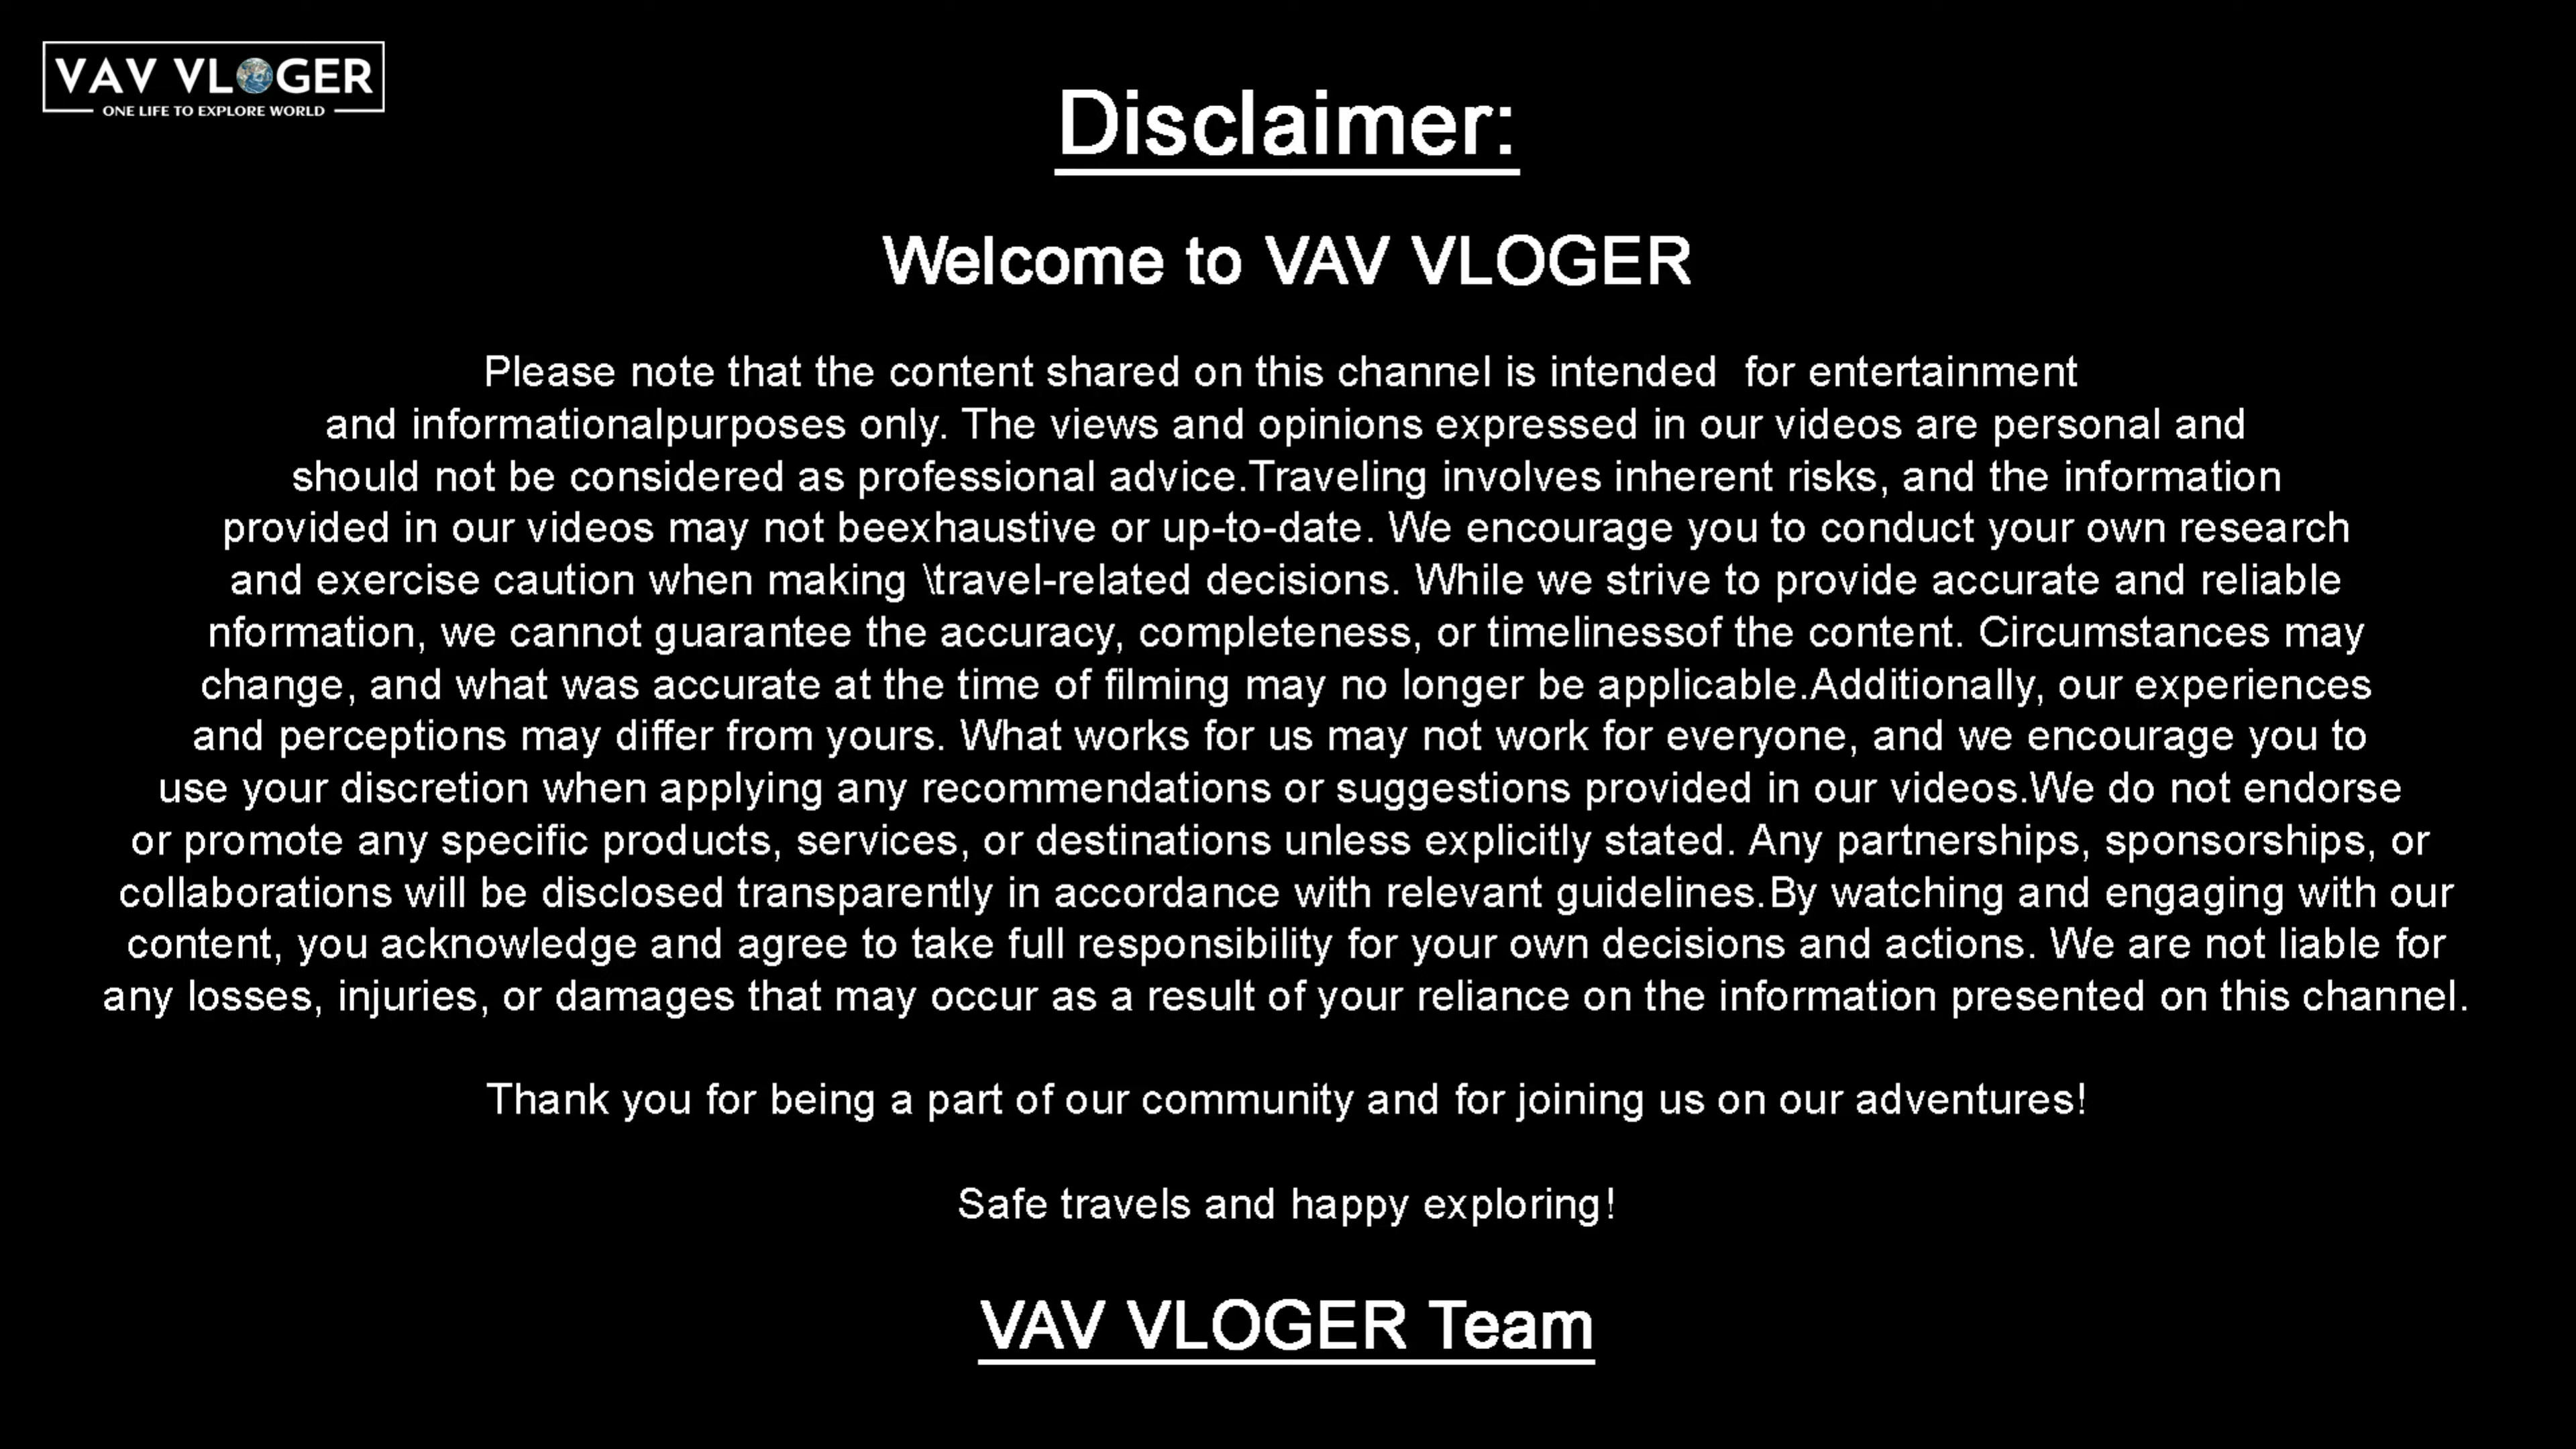 VAV VLOGER
ONE LIFE TO EXPLORE WORLD
Disclaimer:
Welcome to VAV VLOGER
Please note that the content shared on this channel is intended  for entertainment
and informationalpurposes only. The views and opinions expressed in our videos are personal and
should not be considered as professional advice.Traveling involves inherent risks, and the information
provided in our videos may not beexhaustive or up-to-date. We encourage you to conduct your own research
and exercise caution when making \travel-related decisions. While we strive to provide accurate and reliable
nformation, we cannot guarantee the accuracy, completeness, or timelinessof the content. Circumstances may
change, and what was accurate at the time of filming may no longer be applicable.Additionally, our experiences
and perceptions may differ from yours. What works for us may not work for everyone, and we encourage you to
use your discretion when applying any recommendations or suggestions provided in our videos.We do not endorse
or promote any specific products, services, or destinations unless explicitly stated. Any partnerships, sponsorships, or
collaborations will be disclosed transparently in accordance with relevant guidelines.By watching and engaging with our
content, you acknowledge and agree to take full responsibility for your own decisions and actions. We are not liable for
any losses, injuries, or damages that may occur as a result of your reliance on the information presented on this channel.
Thank you for being a part of our community and for joining us on our adventures!
Safe travels and happy exploring!
VAV VLOGER Team